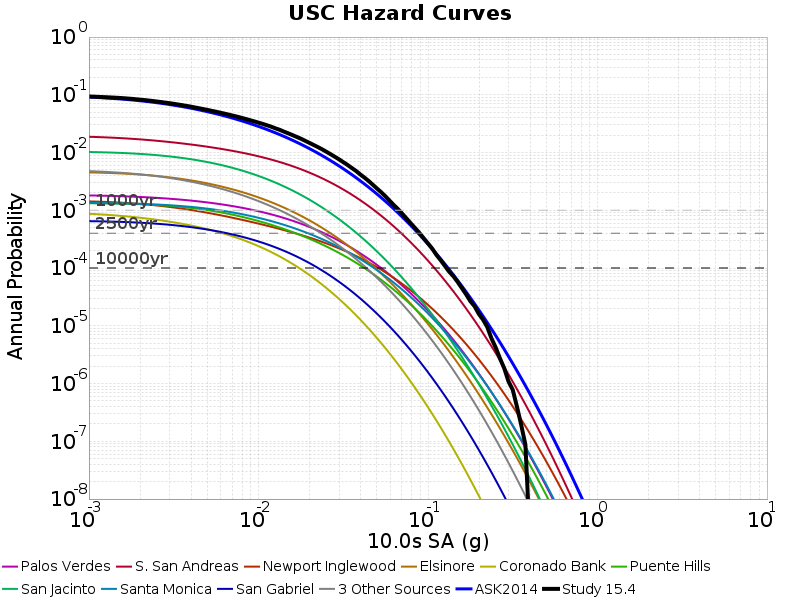 USC Hazard Curves
10^0
10^-1
10^-2
10^-3
10^-4
10^-5
10^-6
10^-7
10^-8
Annual Probability
1000yr
2500yr
10000yr
10^-3 10^-2 10^-1 10^0 10^1
10.0s SA (g)
Palos Verdes S. San Andreas Newport Inglewood Elsinore Coronado Bank Puente Hills
San Jacinto Santa Monica San Gabriel 3 Other Sources ASK2014 Study 15.4